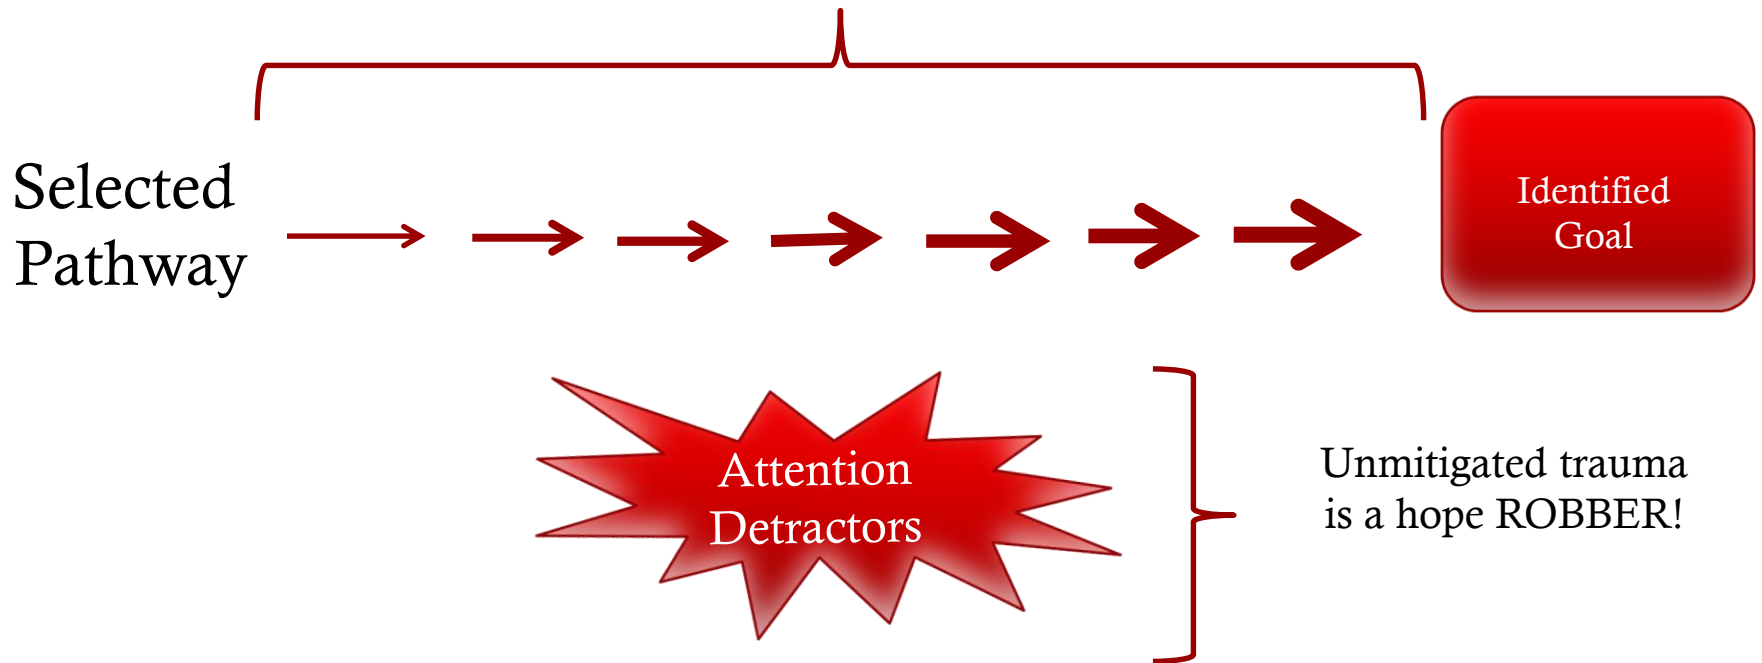 Selected
Pathway
Identified
Goal
Attention
Detractors
Unmitigated trauma
is a hope ROBBER!